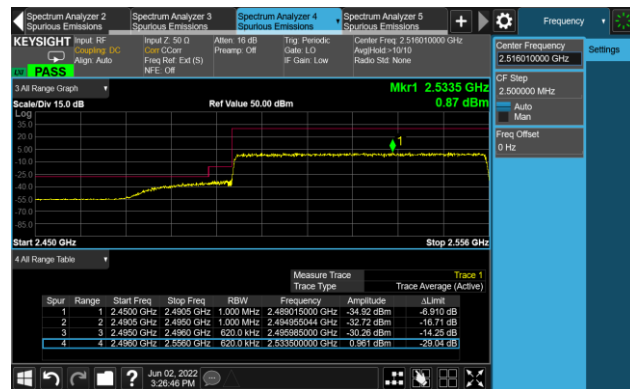 Spectrum Analyzer 2
Spurious Emissions
Spectrum Analyzer 3
Spurious Emissions
Spectrum Analyzer 4
Spurious Emissions
Spectrum Analyzer 5
Spurious Emissions
Frequency
KEYSIGHT
Input: RF
Coupling: DC
Align: Auto
Input Z: 50 Ω
Corr CCorr
Freq Ref: Ext (S)
NFE: Off
Atten: 16 dB
Preamp: Off
Trig: Periodic
Gate: LO
IF Gain: Low
Center Freq: 2.516010000 GHz
Avg|Hold:>10/10
Radio Std: None
PASS
Center Frequency
2.516010000 GHz
Settings
CF Step
2.500000 MHz
Auto
Man
Freq Offset
0 Hz
3 All Range Graph
Mkr1 2.5335 GHz
Scale/Div 15.0 dB
Ref Value 50.00 dBm
0.87 dBm
Log
35.0
20.0
5.00
-10.0
-25.0
-40.0
-55.0
-70.0
-85.0
1
Start 2.450 GHz
Stop 2.556 GHz
4 All Range Table
Measure Trace Trace 1
Trace Type Trace Average (Active)
Spur Range Start Freq Stop Freq RBW Frequency Amplitude ΔLimit
1 1 2.4500 GHz 2.4905 GHz 1.000 MHz 2.489015000 GHz -34.92 dBm -6.910 dB
2 2 2.4905 GHz 2.4950 GHz 1.000 MHz 2.494955044 GHz -32.72 dBm -16.71 dB
3 3 2.4950 GHz 2.4960 GHz 620.0 kHz 2.495985000 GHz -30.26 dBm -14.25 dB
4 4 2.4960 GHz 2.5560 GHz 620.0 kHz 2.533500000 GHz 0.961 dBm -29.04 dB
Jun 02, 2022
3:26:46 PM